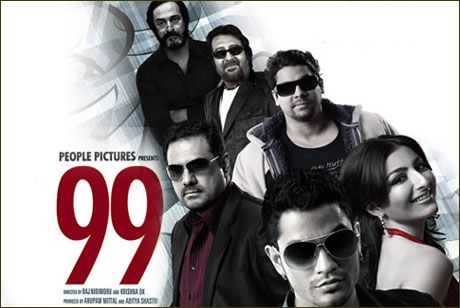 PEOPLE PICTURES PRESENTS
99
DIRECTED BY RAJ NIDIMORU AND KRISHNA DK
PRODUCED BY ANUPAM MITTAL AND ADITYA SHASTRI